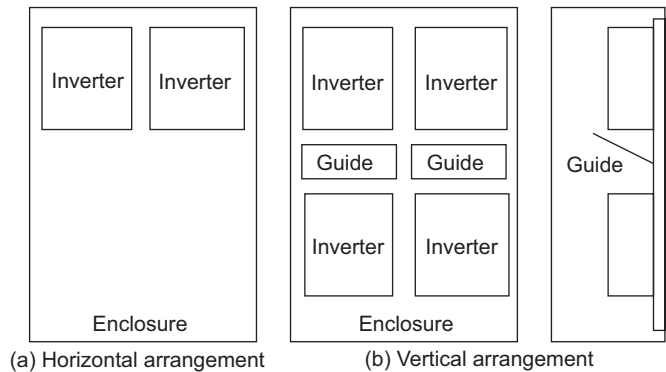 Inverter Inverter
Enclosure
(a) Horizontal arrangement
Inverter Inverter
Guide Guide
Inverter Inverter
Enclosure
Guide
(b) Vertical arrangement